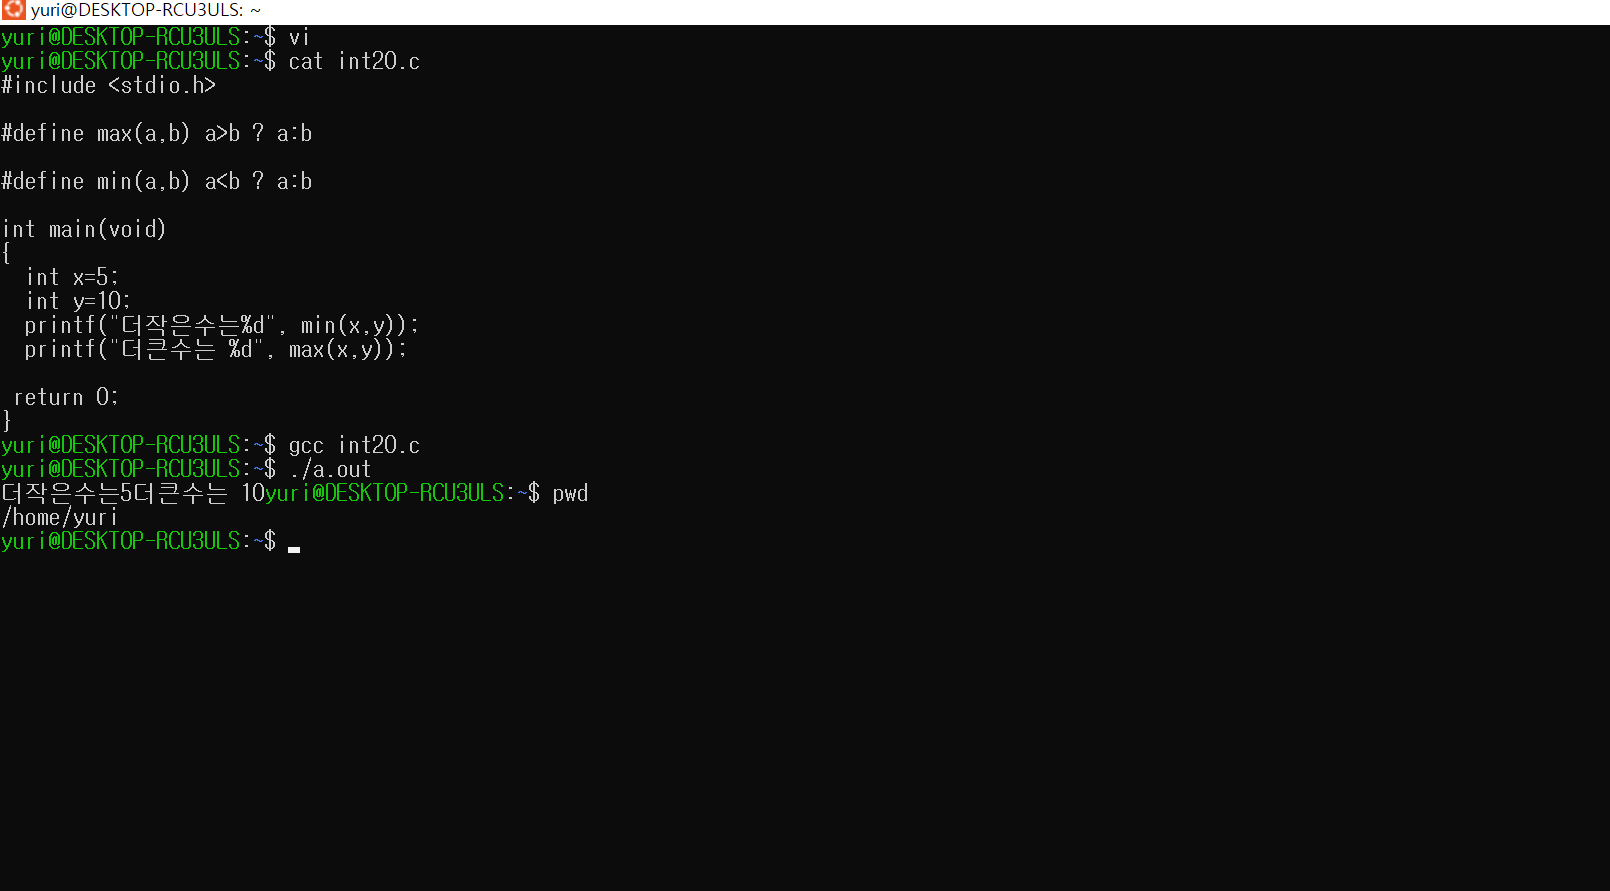 yuri@DESKTOP-RCU3ULS: ~
yuri@DESKTOP-RCU3ULS:~$ vi
yuri@DESKTOP-RCU3ULS:~$ cat int20.c
#include <stdio.h>
#define max(a,b) a>b ? a:b
#define min(a,b) a<b ? a:b
int main(void)
{
  int x=5;
  int y=10;
  printf("더작은수는%d", min(x,y));
  printf("더큰수는 %d", max(x,y));
 return 0;
}
yuri@DESKTOP-RCU3ULS:~$ gcc int20.c
yuri@DESKTOP-RCU3ULS:~$ ./a.out
더작은수는5더큰수는 10yuri@DESKTOP-RCU3ULS:~$ pwd
/home/yuri
yuri@DESKTOP-RCU3ULS:~$